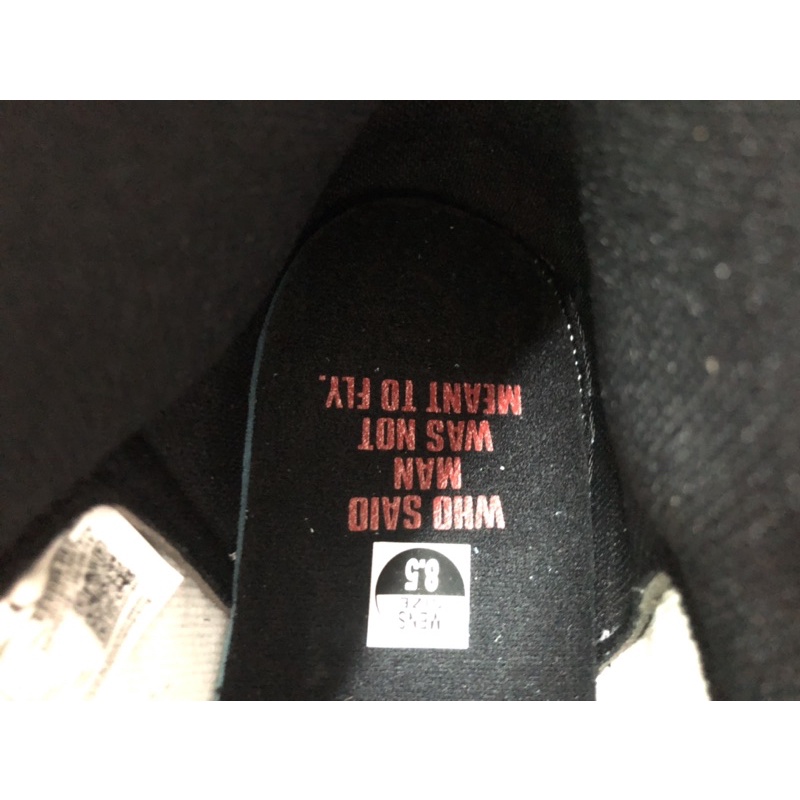 WHO SAID
MAN
WAS NOT
MEANT TO FLY.
MENS
SIZE
8.5